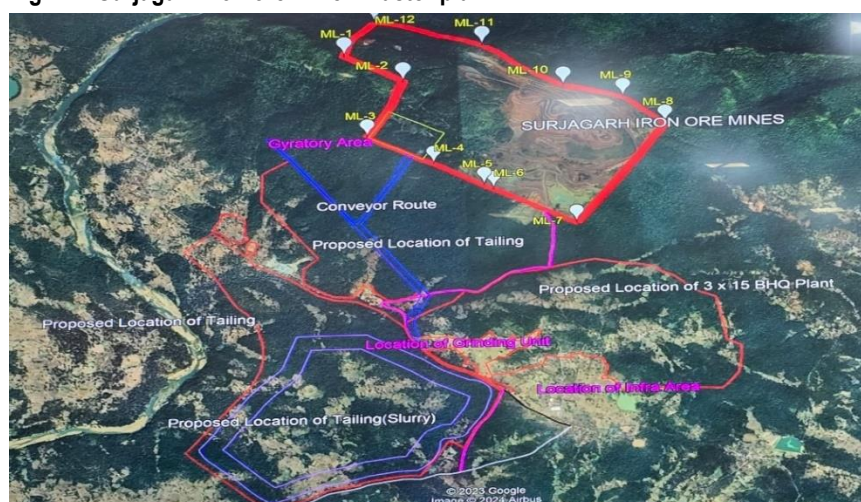 ML-12
ML-11
ML-1
ML-2
ML-10
ML-9
ML-8
ML-3
SURJAGARH IRON ORE MINES
Gyratory Area
ML-4
ML-5
ML-6
Conveyor Route
ML-7
Proposed Location of Tailing
Proposed Location of 3 x 15 BHQ Plant
Proposed Location of Tailing
Location of Grinding Unit
Location of Infra Area
Proposed Location of Tailing(Slurry)
© 2023 Google
Image © 2024 Airbus